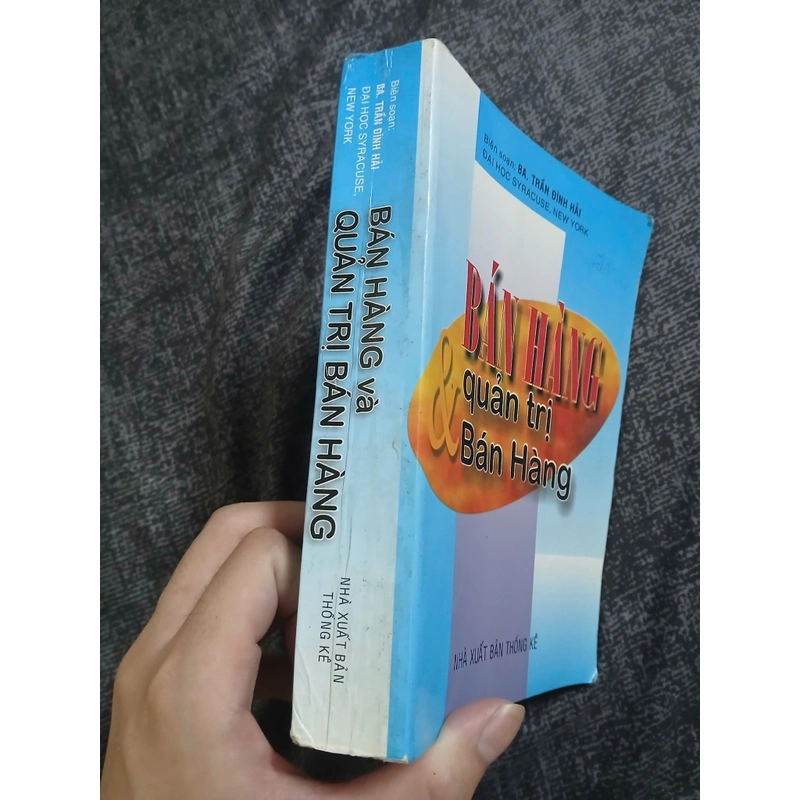 Biên soạn:
BA. TRẦN ĐÌNH HẢI
ĐẠI HỌC SYRACUSE,
NEW YORK
BÁN HÀNG và
QUẢN TRỊ BÁN HÀNG
NHÀ XUẤT BẢN
THỐNG KÊ
Biên soạn: BA. TRẦN ĐÌNH HẢI
ĐẠI HỌC SYRACUSE, NEW YORK
BÁN HÀNG
& quản trị
Bán Hàng
NHÀ XUẤT BẢN THỐNG KÊ